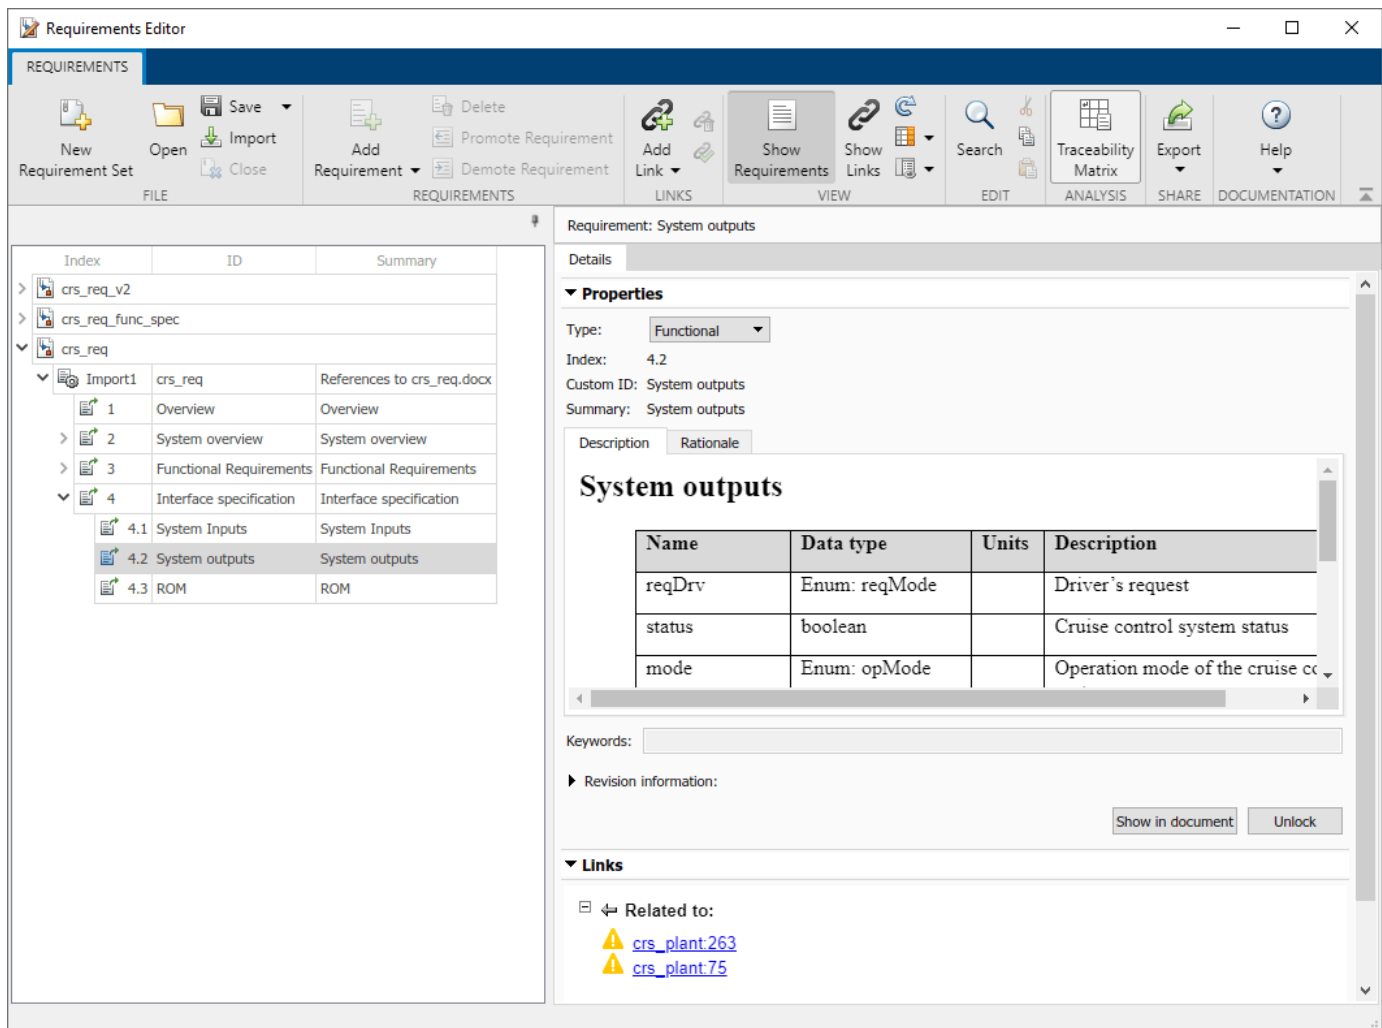 Requirements Editor
REQUIREMENTS
New
Requirement Set
Open
Save
Import
Close
FILE
Add
Requirement
Delete
Promote Requirement
Demote Requirement
REQUIREMENTS
Add
Link
LINKS
Show
Requirements
Show
Links
VIEW
Search
EDIT
Traceability
Matrix
ANALYSIS
Export
SHARE
Help
DOCUMENTATION
Index ID Summary
crs_req_v2
crs_req_func_spec
crs_req
Import1 crs_req References to crs_req.docx
1 Overview Overview
2 System overview System overview
3 Functional Requirements Functional Requirements
4 Interface specification Interface specification
4.1 System Inputs System Inputs
4.2 System outputs System outputs
4.3 ROM ROM
Requirement: System outputs
Details
Properties
Type: Functional
Index: 4.2
Custom ID: System outputs
Summary: System outputs
Description Rationale
System outputs
Name Data type Units Description
reqDrv Enum: reqMode Driver’s request
status boolean Cruise control system status
mode Enum: opMode Operation mode of the cruise
Keywords:
Revision information:
Show in document Unlock
Links
Related to:
crs_plant:263
crs_plant:75